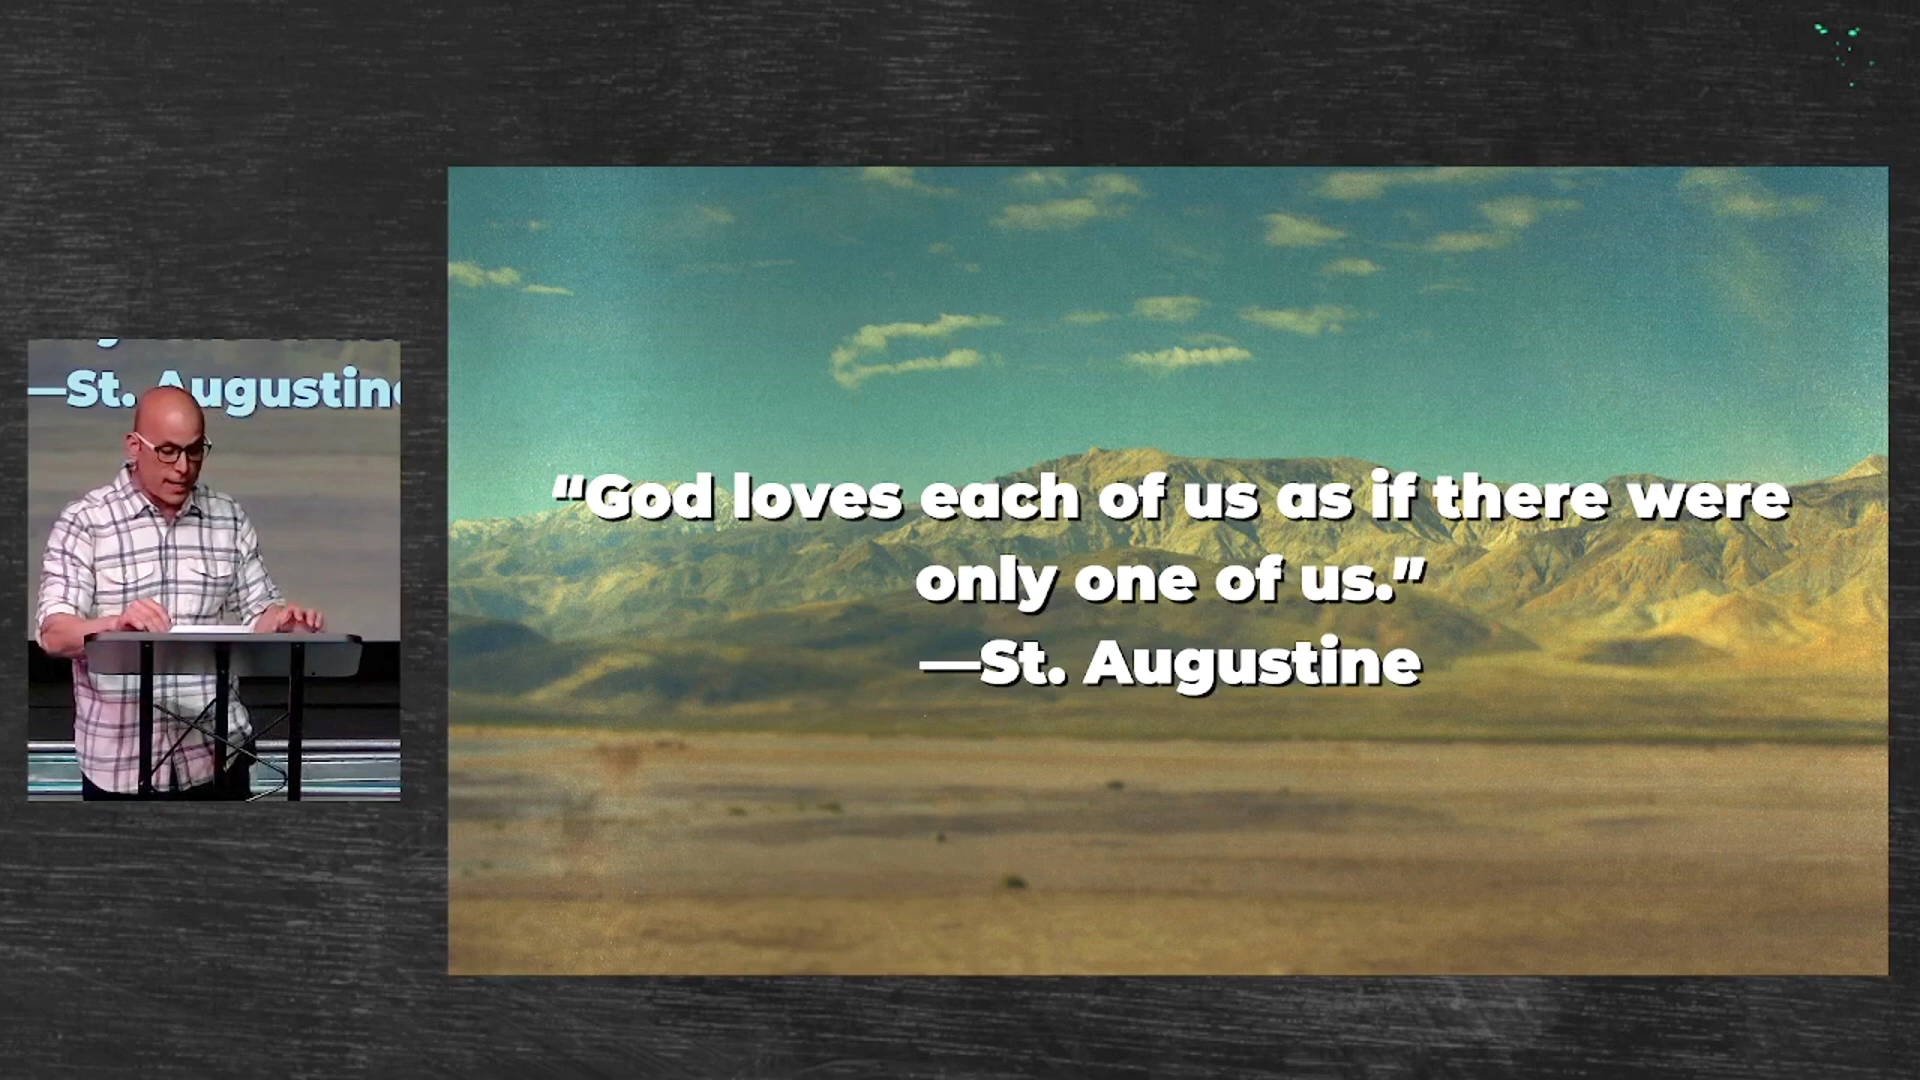 “God loves each of us as if there were
only one of us.”
—St. Augustine
—St. Augustine